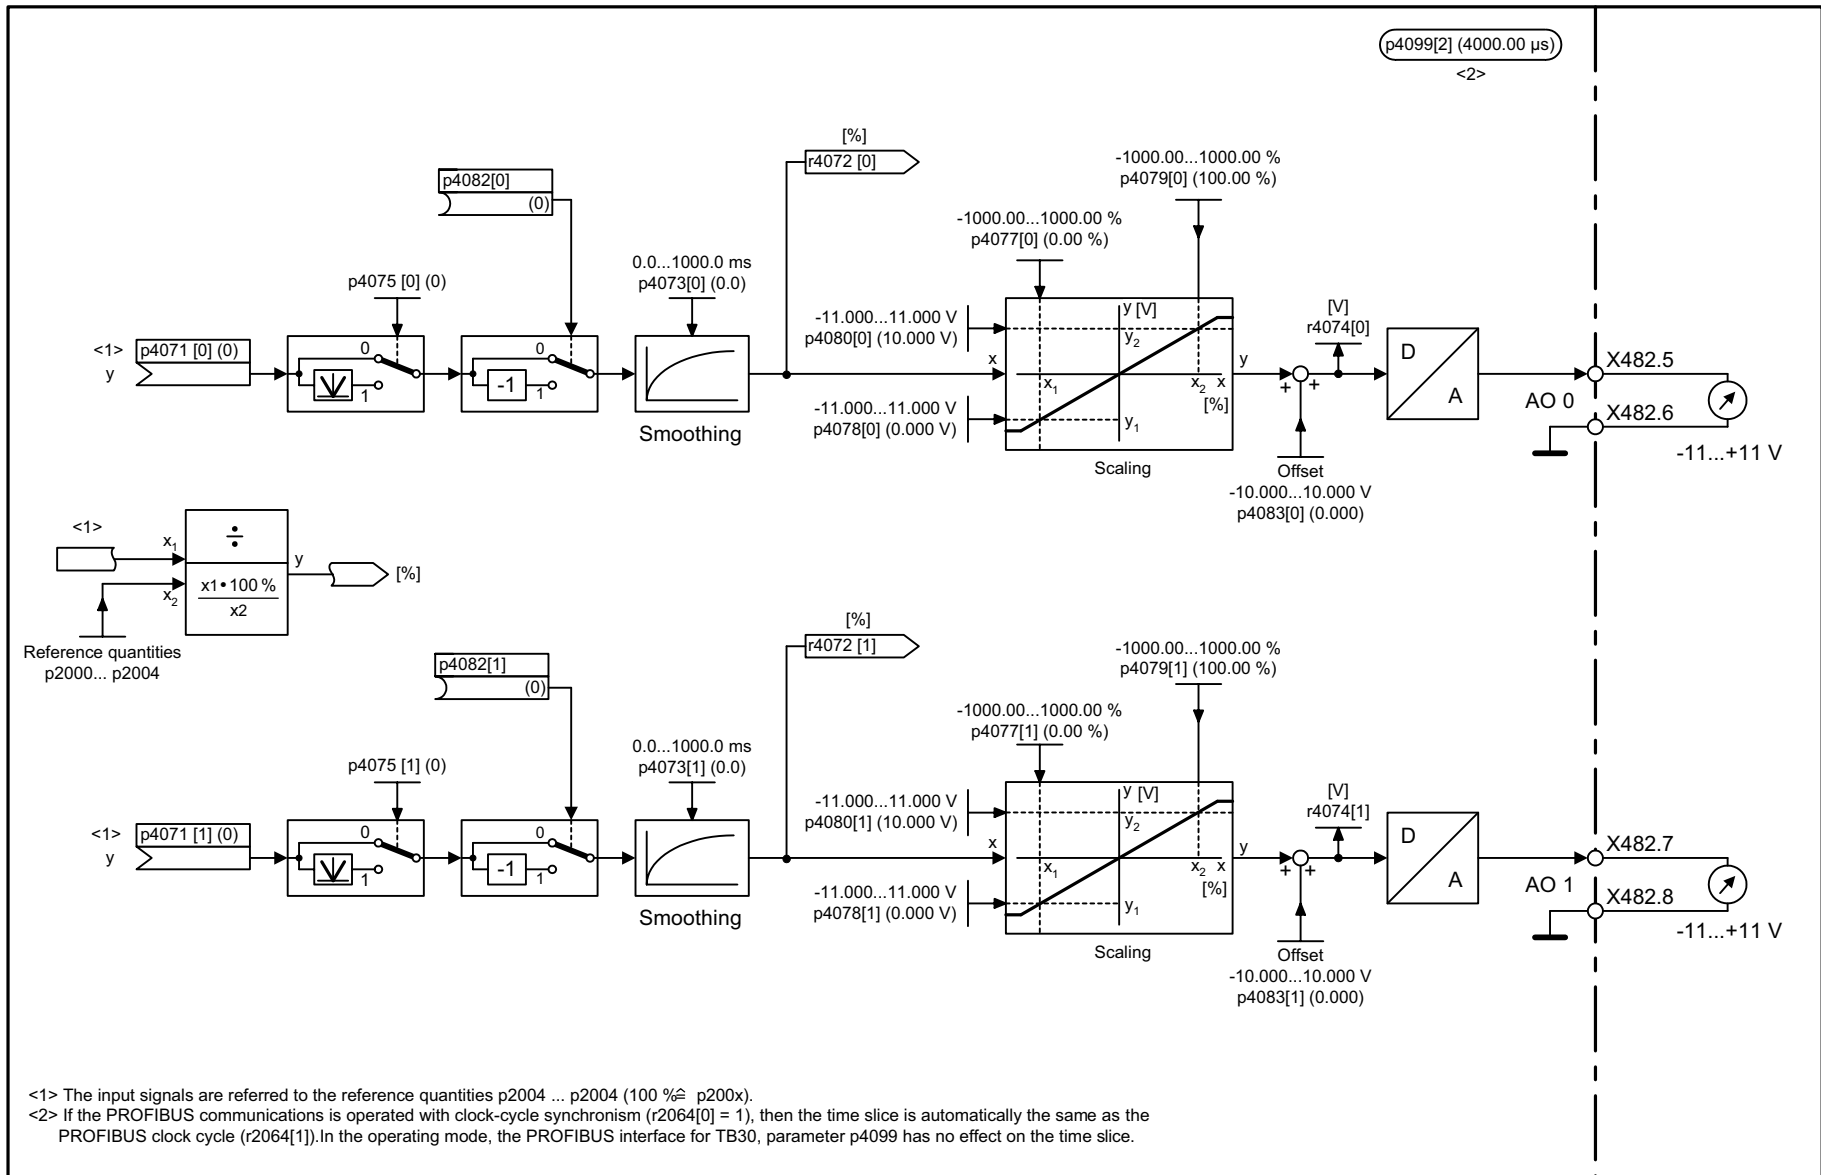 p4099[2] (4000.00 µs)
<2>
[%]
r4072 [0]
-1000.00...1000.00 %
p4079[0] (100.00 %)
p4082[0]
(0)
-1000.00...1000.00 %
p4077[0] (0.00 %)
p4075 [0] (0)
0.0...1000.0 ms
p4073[0] (0.0)
-11.000...11.000 V
p4080[0] (10.000 V)
y [V]
y2
[V]
r4074[0]
<1>
y
p4071 [0] (0)
0
1
0
-1
1
x
x1
x2 x
[%]
y
+
+
D
A
AO 0
X482.5
X482.6
-11...+11 V
-11.000...11.000 V
p4078[0] (0.000 V)
y1
Smoothing
Scaling
Offset
-10.000...10.000 V
p4083[0] (0.000)
<1>
x1
÷
y
[%]
x2
x1•100 %
x2
Reference quantities
p2000... p2004
[%]
r4072 [1]
-1000.00...1000.00 %
p4079[1] (100.00 %)
p4082[1]
(0)
-1000.00...1000.00 %
p4077[1] (0.00 %)
p4075 [1] (0)
0.0...1000.0 ms
p4073[1] (0.0)
-11.000...11.000 V
p4080[1] (10.000 V)
y [V]
y2
[V]
r4074[1]
<1>
y
p4071 [1] (0)
0
1
0
-1
1
x
x1
x2 x
[%]
y
+
+
D
A
AO 1
X482.7
X482.8
-11...+11 V
-11.000...11.000 V
p4078[1] (0.000 V)
y1
Smoothing
Scaling
Offset
-10.000...10.000 V
p4083[1] (0.000)
<1> The input signals are referred to the reference quantities p2004 ... p2004 (100 %≙ p200x).
<2> If the PROFIBUS communications is operated with clock-cycle synchronism (r2064[0] = 1), then the time slice is automatically the same as the
PROFIBUS clock cycle (r2064[1]).In the operating mode, the PROFIBUS interface for TB30, parameter p4099 has no effect on the time slice.